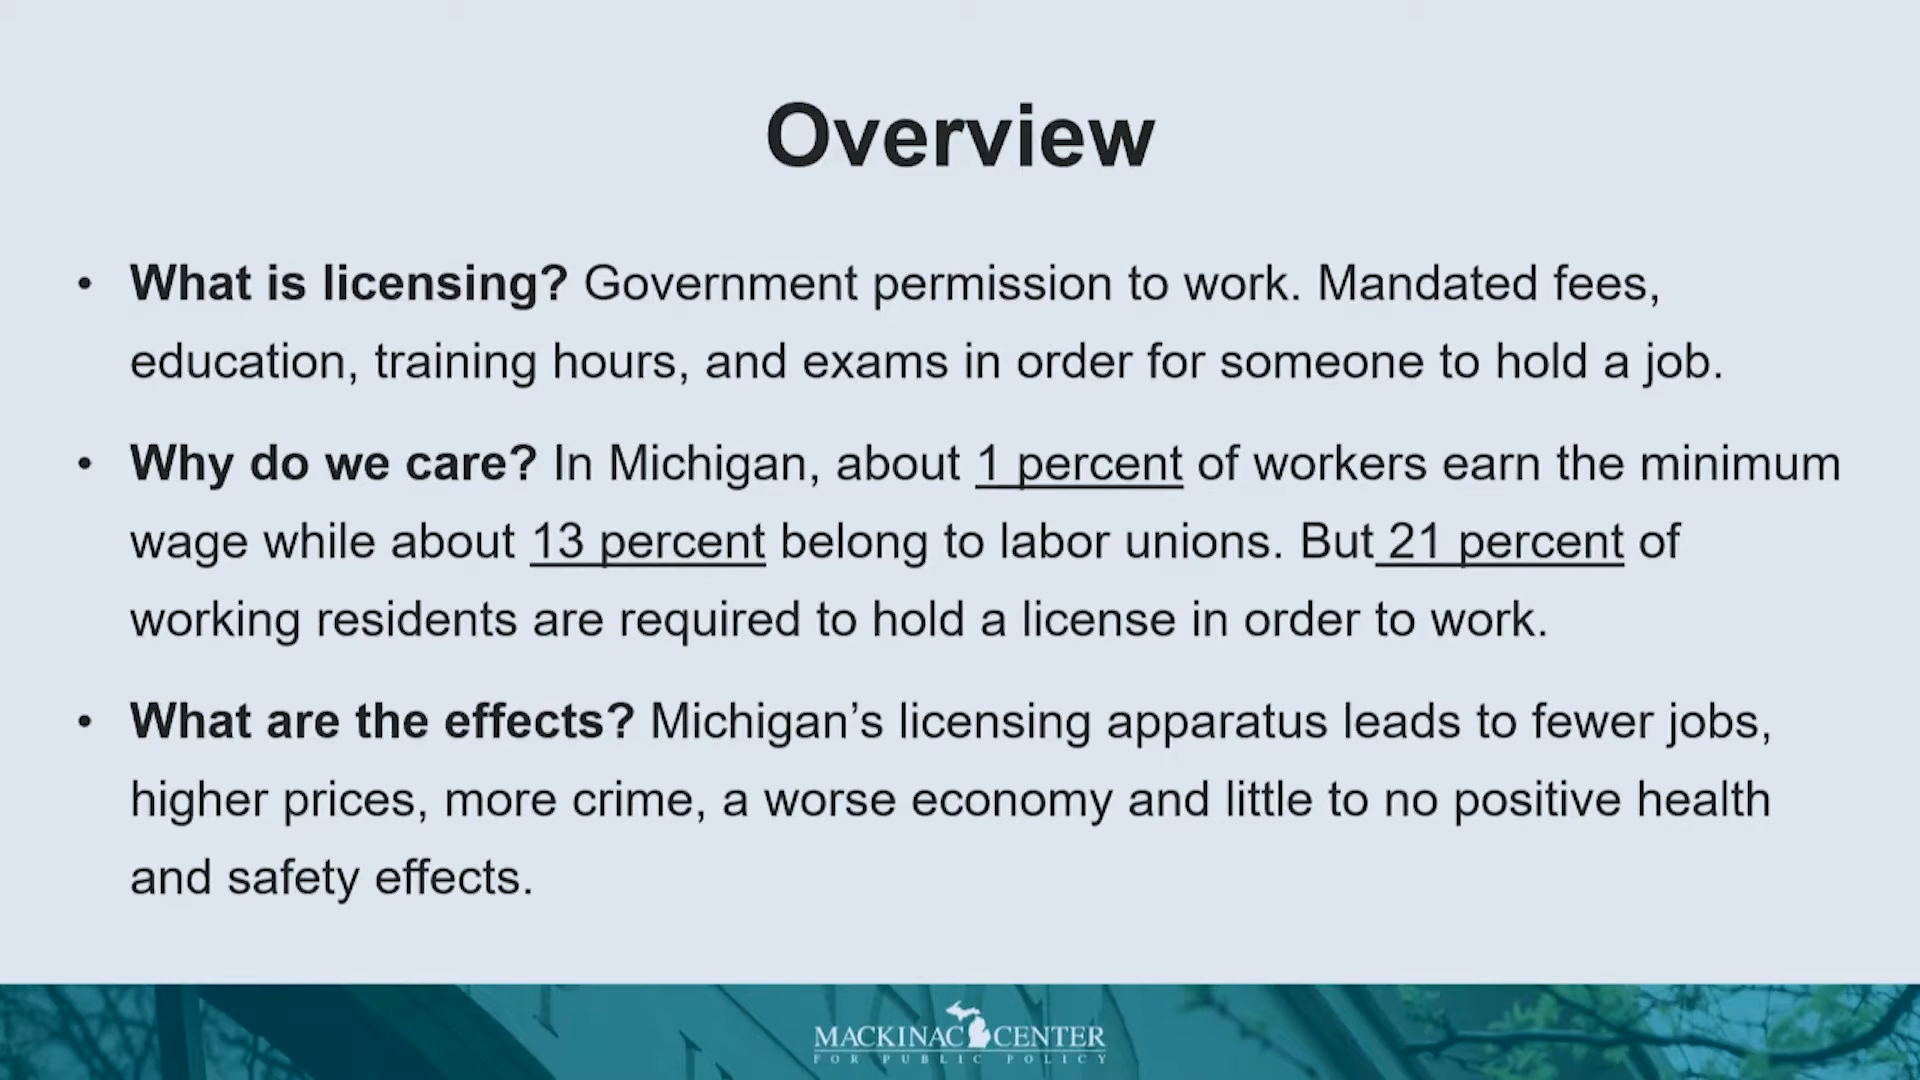 Overview
• What is licensing? Government permission to work. Mandated fees,
education, training hours, and exams in order for someone to hold a job.
• Why do we care? In Michigan, about 1 percent of workers earn the minimum
wage while about 13 percent belong to labor unions. But 21 percent of
working residents are required to hold a license in order to work.
• What are the effects? Michigan’s licensing apparatus leads to fewer jobs,
higher prices, more crime, a worse economy and little to no positive health
and safety effects.
MACKINAC CENTER
FOR PUBLIC POLICY